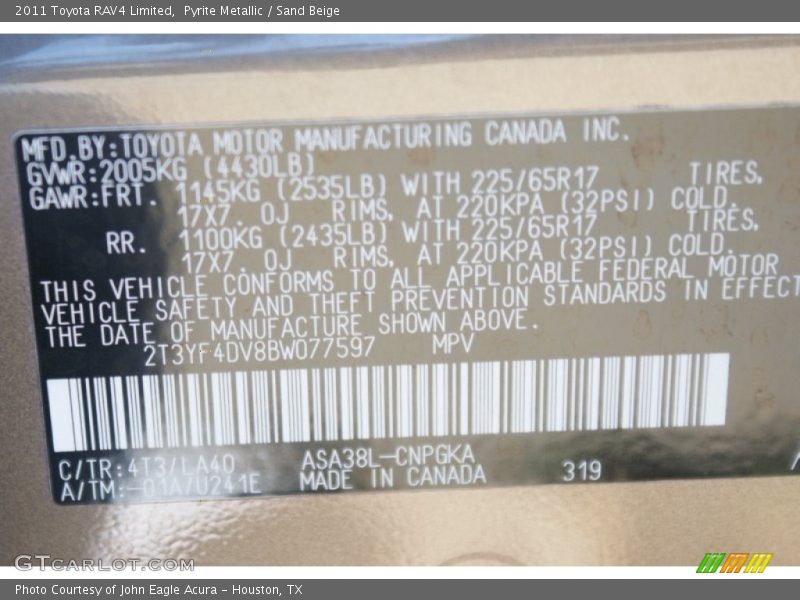 2011 Toyota RAV4 Limited, Pyrite Metallic / Sand Beige
MFD.BY:TOYOTA MOTOR MANUFACTURING CANADA INC.
GVWR:2005KG (4430LB)
GAWR:FRT. 1145KG (2535LB) WITH 225/65R17 TIRES,
17X7.0J RIMS, AT 220KPA (32PSI) COLD.
RR. 1100KG (2435LB) WITH 225/65R17 TIRES,
17X7.0J RIMS, AT 220KPA (32PSI) COLD.
THIS VEHICLE CONFORMS TO ALL APPLICABLE FEDERAL MOTOR
VEHICLE SAFETY AND THEFT PREVENTION STANDARDS IN EFFECT
THE DATE OF MANUFACTURE SHOWN ABOVE.
2T3YF4DV8BW077597 MPV
C/TR:4T3/LA40 ASA38L-CNPGKA
A/TM:-01A/U241E MADE IN CANADA 319
GTCARLOT.COM
Photo Courtesy of John Eagle Acura - Houston, TX